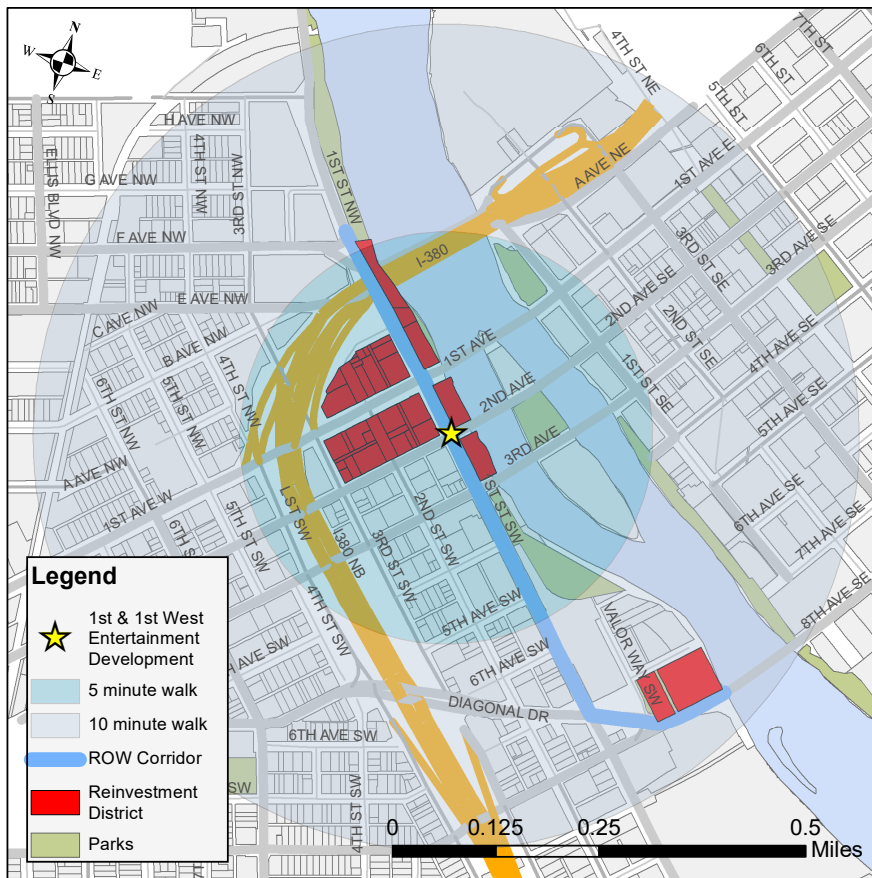 N
W
E
S
H AVE NW
4TH ST NW
3RD ST NW
1ST ST NW
ELLIS BLVD NW
G AVE NW
F AVE NW
E AVE NW
C AVE NW
B AVE NW
4TH ST NW
5TH ST NW
6TH ST NW
A AVE NW
1ST AVE W
6TH ST SW
5TH ST SW
L ST SW
I380 NB
4TH ST SW
3RD ST SW
2ND ST SW
I-380
1ST AVE
2ND AVE
3RD AVE
4TH ST NE
A AVE NE
1ST AVE E
7TH ST
6TH ST
5TH ST
3RD ST SE
2ND AVE SE
2ND ST SE
3RD AVE SE
4TH AVE SE
1ST ST SE
5TH AVE SE
6TH AVE SE
7TH AVE SE
8TH AVE SE
ST ST SW
5TH AVE SW
6TH AVE SW
VALOR WAY SW
DIAGONAL DR
H AVE SW
6TH AVE SW
SW
4TH ST SW
Legend
1st & 1st West
Entertainment
Development
5 minute walk
10 minute walk
ROW Corridor
Reinvestment
District
Parks
0 0.125 0.25 0.5
Miles